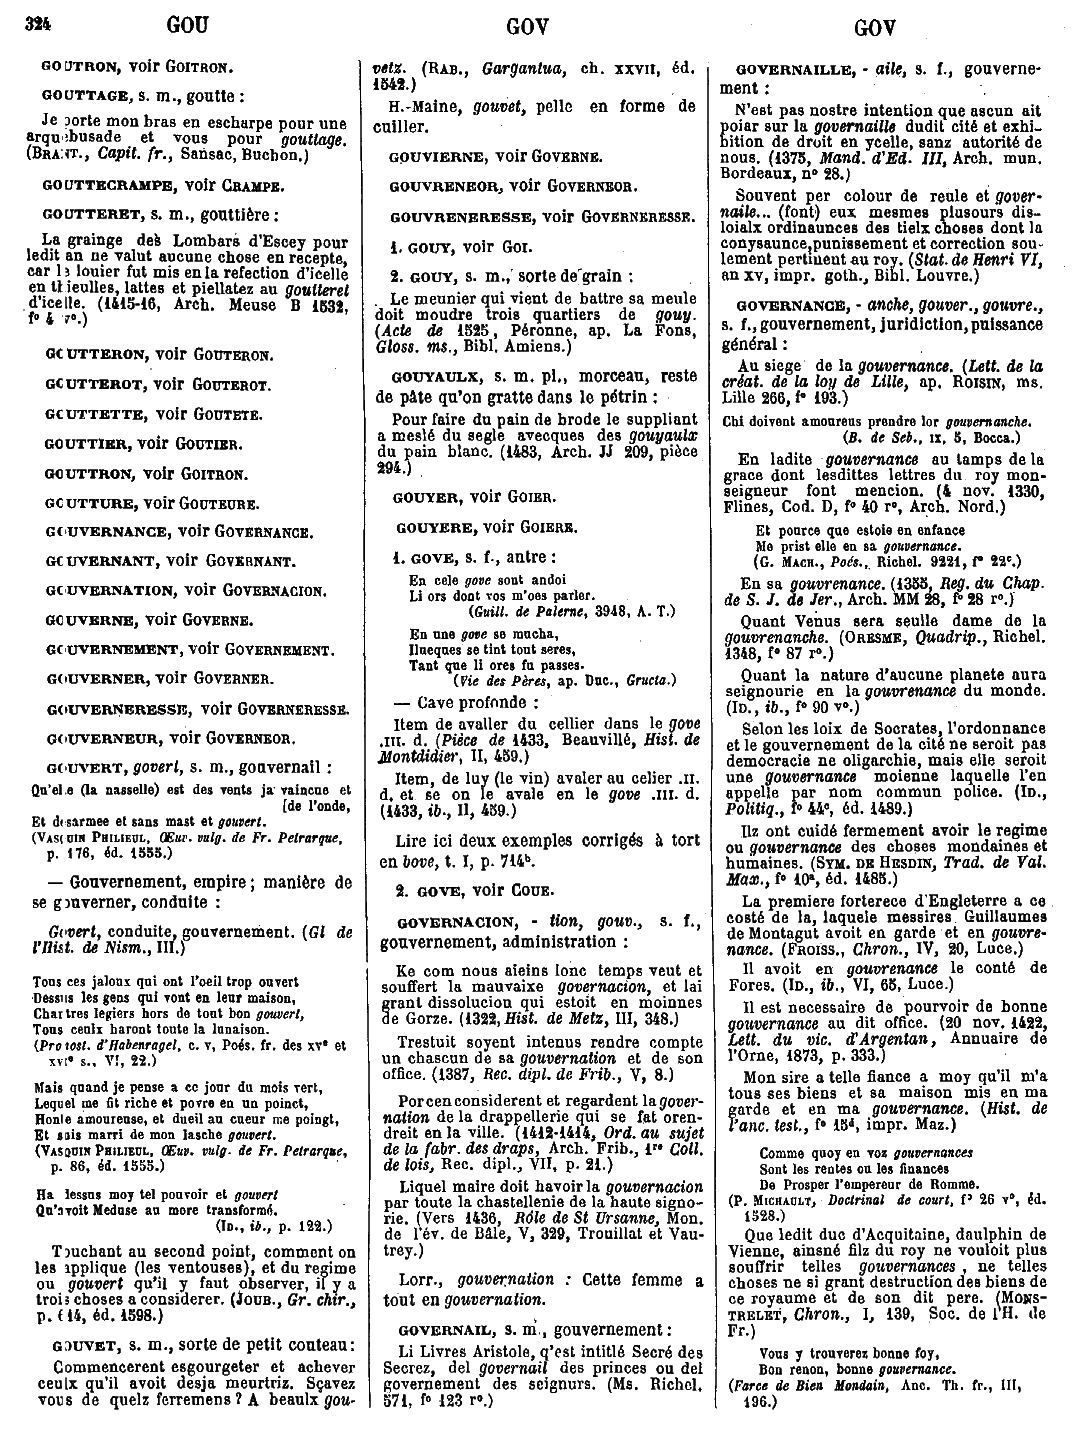 324 GOU GOV GOV
GOUTRON, voir GOITRON.
GOUTTAGE, s. m., goutte :
Je porte mon bras en escharpe pour une
arquebusade et vous pour gouttage.
(BRANT., Capit. fr., Sansac, Buchon.)
GOUTTECRAMPE, voir CRAMPE.
GOUTTERET, s. m., gouttière :
La grainge des Lombars d'Escey pour
ledit an ne valut aucune chose en recepte,
car li louier fut mis en la refection d'icelle
en thieulles, lattes et piellatez au goutteret
d'icelle. (1415-16, Arch. Meuse B 1532,
f° 4 v°.)
GOUTTERON, voir GOUTERON.
GOUTTEROT, voir GOUTEROT.
GOUTTETTE, voir GOUTETE.
GOUTTIER, voir GOUTIER.
GOUTTRON, voir GOITRON.
GOUTTURE, voir GOUTEURE.
GOUVERNANCE, voir GOVERNANCE.
GOUVERNANT, voir GOVERNANT.
GOUVERNATION, voir GOVERNACION.
GOUVERNE, voir GOVERNE.
GOUVERNEMENT, voir GOVERNEMENT.
GOUVERNER, voir GOVERNER.
GOUVERNERESSE, voir GOVERNERESSE.
GOUVERNEUR, voir GOVERNEOR.
GOUVERT, govert, s. m., gouvernail :
Qu'elle (la nasselle) est des vents ja vaincue et
[de l'onde,
Et desarmee et sans mast et gouvert.
(VASQUIN PHILIEUL, Œuv. vulg. de Fr. Petrarque,
p. 176, éd. 1555.)
— Gouvernement, empire ; manière de
se gouverner, conduite :
Govert, conduite, gouvernement. (Gl de
l'Hist. de Nism., III.)
Tous ces jaloux qui ont l'oeil trop ouvert
Dessus les gens qui vont en leur maison,
Chartres legiers hors de tout bon gouvert,
Tous ceulx haront toute la lunaison.
(Pronost. d'Habenragel, c. v, Poés. fr. des xv° et
xvi° s., VI, 22.)
Mais quand je pense a ce jour du mois vert,
Lequel me fit riche et povre en un poinct,
Honle amoureuse, et dueil au cueur me poingt,
Et suis marri de mon lasche gouvert.
(VASQUIN PHILIEUL, Œuv. vulg. de Fr. Petrarque,
p. 86, éd. 1555.)
Ha lessus moy tel pouvoir et gouvert
Qu'avoit Meduse au more transformé.
(ID., ib., p. 122.)
Touchant au second point, comment on
les applique (les ventouses), et du regime
ou gouvert qu'il y faut observer, il y a
trois choses a considerer. (JOUB., Gr. chir.,
p. 614, éd. 1598.)
GOUVET, s. m., sorte de petit couteau :
Commencerent esgourgeter et achever
ceulx qu'il avoit desja meurtriz. Sçavez
vous de quelz ferremens ? A beaulx gou-
vetz. (RAB., Gargantua, ch. XXVII, éd.
1542.)
H.-Maine, gouvet, pelle en forme de
cuiller.
GOUVIERNE, voir GOVERNE.
GOUVRENEOR, voir GOVERNEOR.
GOUVRENERESSE, voir GOVERNERESSE.
1. GOUY, voir GOI.
2. GOUY, s. m., sorte de grain :
Le meunier qui vient de battre sa meule
doit moudre trois quartiers de gouy.
(Acte de 1525, Péronne, ap. La Fons,
Gloss. ms., Bibl. Amiens.)
GOUYAULX, s. m. pl., morceau, reste
de pâte qu'on gratte dans le pétrin :
Pour faire du pain de brode le suppliant
a meslé du segle avecques des gouyaulx
du pain blanc. (1483, Arch. JJ 209, pièce
294.)
GOUYER, voir GOIER.
GOUYERE, voir GOIERE.
1. GOVE, s. f., antre :
En cele gove sont andoi
Li ors dont vos m'oes parler.
(Guill. de Palerne, 3948, A. T.)
En une gove se mucha,
Iluèques se tint tout seres,
Tant que li ores fu passes.
(Vie des Pères, ap. Duc., Grucia.)
— Cave profonde :
Item de avaller du cellier dans le gove
.III. d. (Pièce de 1433, Beauvillé, Hist. de
Montdidier, II, 459.)
Item, de luy (le vin) avaler au celier .II.
d. et se on le avale en le gove .III. d.
(1433, ib., II, 459.)
Lire ici deux exemples corrigés à tort
en bove, t. I, p. 714ᵇ.
2. GOVE, voir COUE.
GOVERNACION, - tion, gouv., s. f.,
gouvernement, administration :
Ke com nous aieins lonc temps veut et
souffert la mauvaixe governacion, et lai
grant dissolucion qui estoit en moinnes
de Gorze. (1322, Hist. de Metz, III, 348.)
Trestuit soyent intenus rendre compte
un chascun de sa gouvernation et de son
office. (1387, Rec. dipl. de Frib., V, 8.)
Por cen considerent et regardent la gover-
nation de la drappellerie qui se fat oren-
dreit en la ville. (1412-1414, Ord. au sujet
de la fabr. des draps, Arch. Frib., 1re Coll.
de lois, Rec. dipl., VII, p. 21.)
Liquel maire doit havoir la gouvernacion
par toute la chastellenie de la haute signo-
rie. (Vers 1436, Rôle de St Ursanne, Mon.
de l'év. de Bâle, V, 329, Trouillat et Vau-
trey.)
Lorr., gouvernation : Cette femme a
tout en gouvernation.
GOVERNAIL, s. m., gouvernement :
Li Livres Aristole, q'est intitlé Secré des
Secrez, del governail des princes ou del
governement des seignurs. (Ms. Richel.
571, f° 123 r°.)
GOVERNAILLE, - aile, s. f., gouverne-
ment :
N'est pas nostre intention que ascun ait
poiar sur la governaille dudit cité et exhi-
bition de droit en ycelle, sanz autorité de
nous. (1375, Mand. d'Ed. III, Arch. mun.
Bordeaux, n° 28.)
Souvent per colour de reule et gover-
naile... (font) eux mesmes plusours dis-
loialx ordinaunces des tielx choses dont la
conysaunce,punissement et correction sou-
lement pertinent au roy. (Stat. de Henri VI,
an xv, impr. goth., Bibl. Louvre.)
GOVERNANCE, - anche, gouver., gouvre.,
s. f., gouvernement, juridiction, puissance
général :
Au siege de la gouvernance. (Lett. de la
créat. de la loy de Lille, ap. ROISIN, ms.
Lille 266, f° 193.)
Chi doivent amoureus prendre lor gouvernanche.
(B. de Seb., IX, 5, Bocca.)
En ladite gouvernance au tamps de la
grace dont lesdittes lettres du roy mon-
seigneur font mencion. (4 nov. 1330,
Flines, Cod. D, f° 40 r°, Arch. Nord.)
Et pource que estoie en enfance
Me prist elle en sa gouvernance.
(G. MACH., Poés., Richel. 9221, f° 22ᶜ.)
En sa gouvrenance. (1355, Reg. du Chap.
de S. J. de Jer., Arch. MM 28, f° 28 r°.)
Quant Venus sera seulle dame de la
gouvrenanche. (ORESME, Quadrip., Richel.
1348, f° 87 r°.)
Quant la nature d'aucune planete aura
seignourie en la gouvrenance du monde.
(ID., ib., f° 90 v°.)
Selon les loix de Socrates, l'ordonnance
et le gouvernement de la cité ne seroit pas
democracie ne oligarchie, mais elle seroit
une gouvernance moienne laquelle l'en
appelle par nom commun police. (ID.,
Politiq., f° 44ᶜ, éd. 1489.)
Ilz ont cuidé fermement avoir le regime
ou gouvernance des choses mondaines et
humaines. (SYM. DE HESDIN, Trad. de Val.
Max., f° 10ᵃ, éd. 1485.)
La premiere forterece d'Engleterre a ce
costé de la, laquele messires Guillaumes
de Montagut avoit en garde et en gouvre-
nance. (FROISS., Chron., IV, 20, Luce.)
Il avoit en gouvrenance le conté de
Fores. (ID., ib., VI, 65, Luce.)
Il est necessaire de pourvoir de bonne
gouvernance au dit office. (20 nov. 1422,
Lett. du vic. d'Argentan, Annuaire de
l'Orne, 1873, p. 333.)
Mon sire a telle fiance a moy qu'il m'a
tous ses biens et sa maison mis en ma
garde et en ma gouvernance. (Hist. de
l'anc. test., f° 15ᵈ, impr. Maz.)
Comme quoy en voz gouvernances
Sont les rentes ou les finances
De Prosper l'empereur de Romme.
(P. MICHAULT, Doctrinal de court, f° 26 v°, éd.
1528.)
Que ledit duc d'Acquitaine, daulphin de
Vienne, ainsné filz du roy ne vouloit plus
souffrir telles gouvernances, ne telles
choses ne si grant destruction des biens de
ce royaume et de son dit pere. (MONS-
TRELET, Chron., I, 139, Soc. de l'H. de
Fr.)
Vous y trouverez bonne foy,
Bon renon, bonne gouvernance.
(Farce de Bien Mondain, Anc. Th. fr., III,
196.)